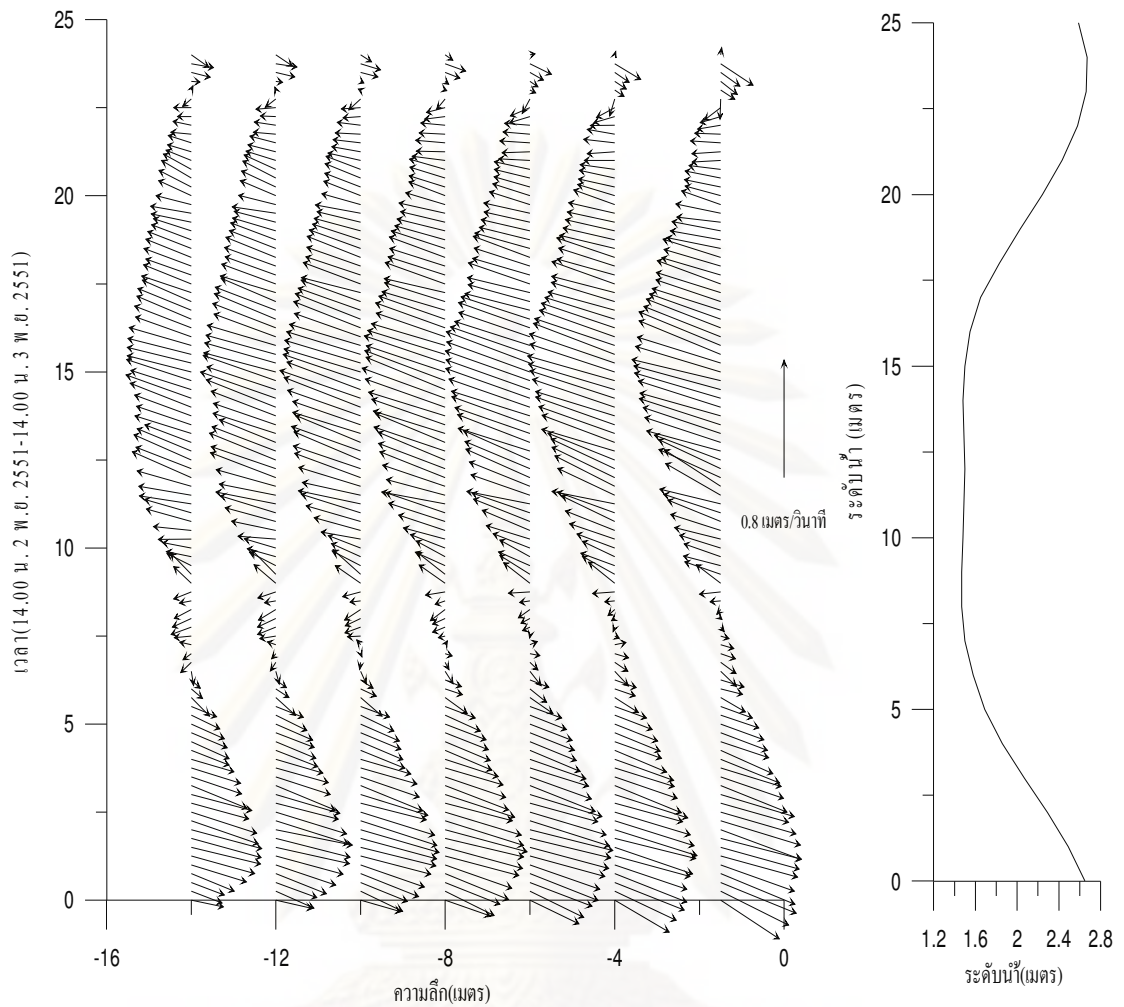 25
20
15
10
5
0
-16
-12
-8
-4
0
เวลา(14.00 น. 2 พ.ย. 2551-14.00 น. 3 พ.ย. 2551)
ความลึก(เมตร)
0.8 เมตร/วินาที
ระดับน้ำ (เมตร)
25
20
15
10
5
0
1.2 1.6 2 2.4 2.8
ระดับน้ำ(เมตร)